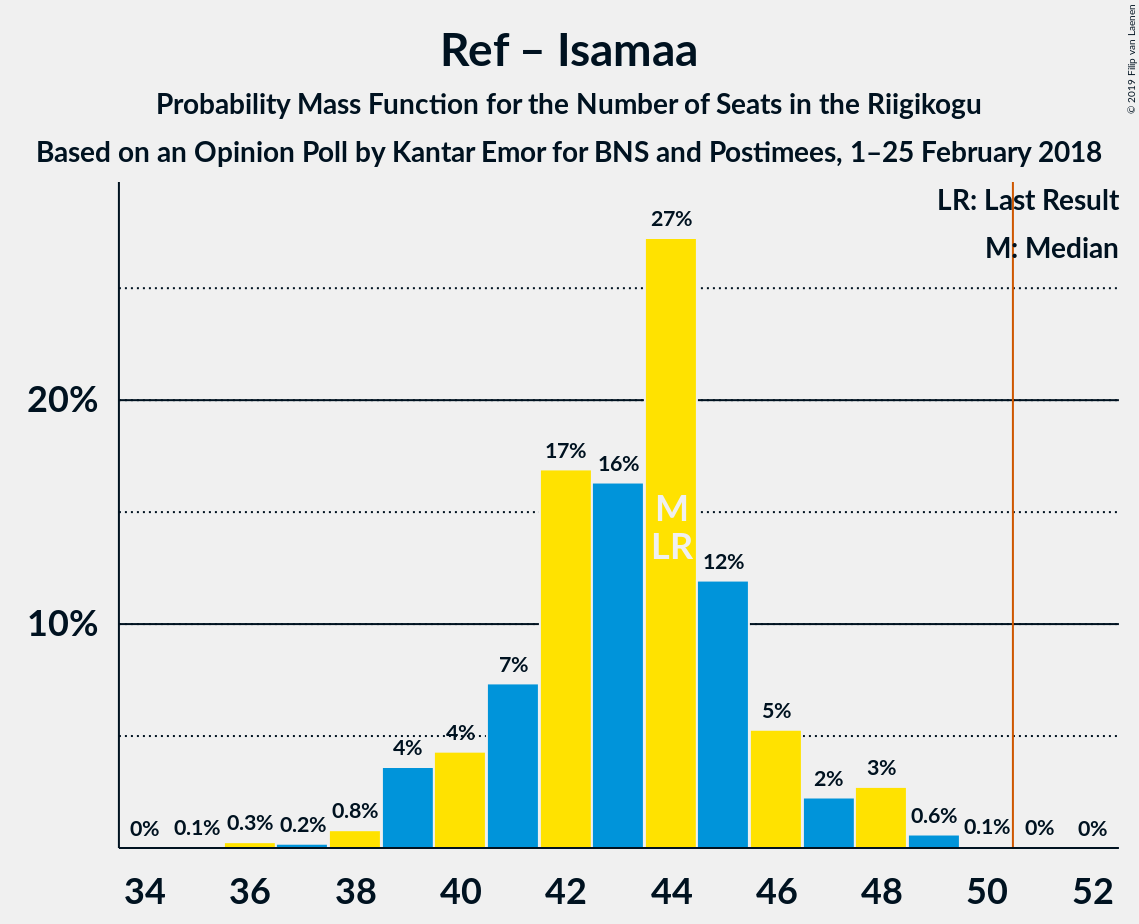 Ref – Isamaa
Probability Mass Function for the Number of Seats in the Riigikogu
Based on an Opinion Poll by Kantar Emor for BNS and Postimees, 1–25 February 2018
© 2019 Filip van Laenen
LR: Last Result
M: Median
20%
10%
0%
0.1%
0.3%
0.2%
0.8%
4%
4%
7%
17%
16%
27%
M
LR
12%
5%
2%
3%
0.6%
0.1%
0%
0%
34 36 38 40 42 44 46 48 50 52